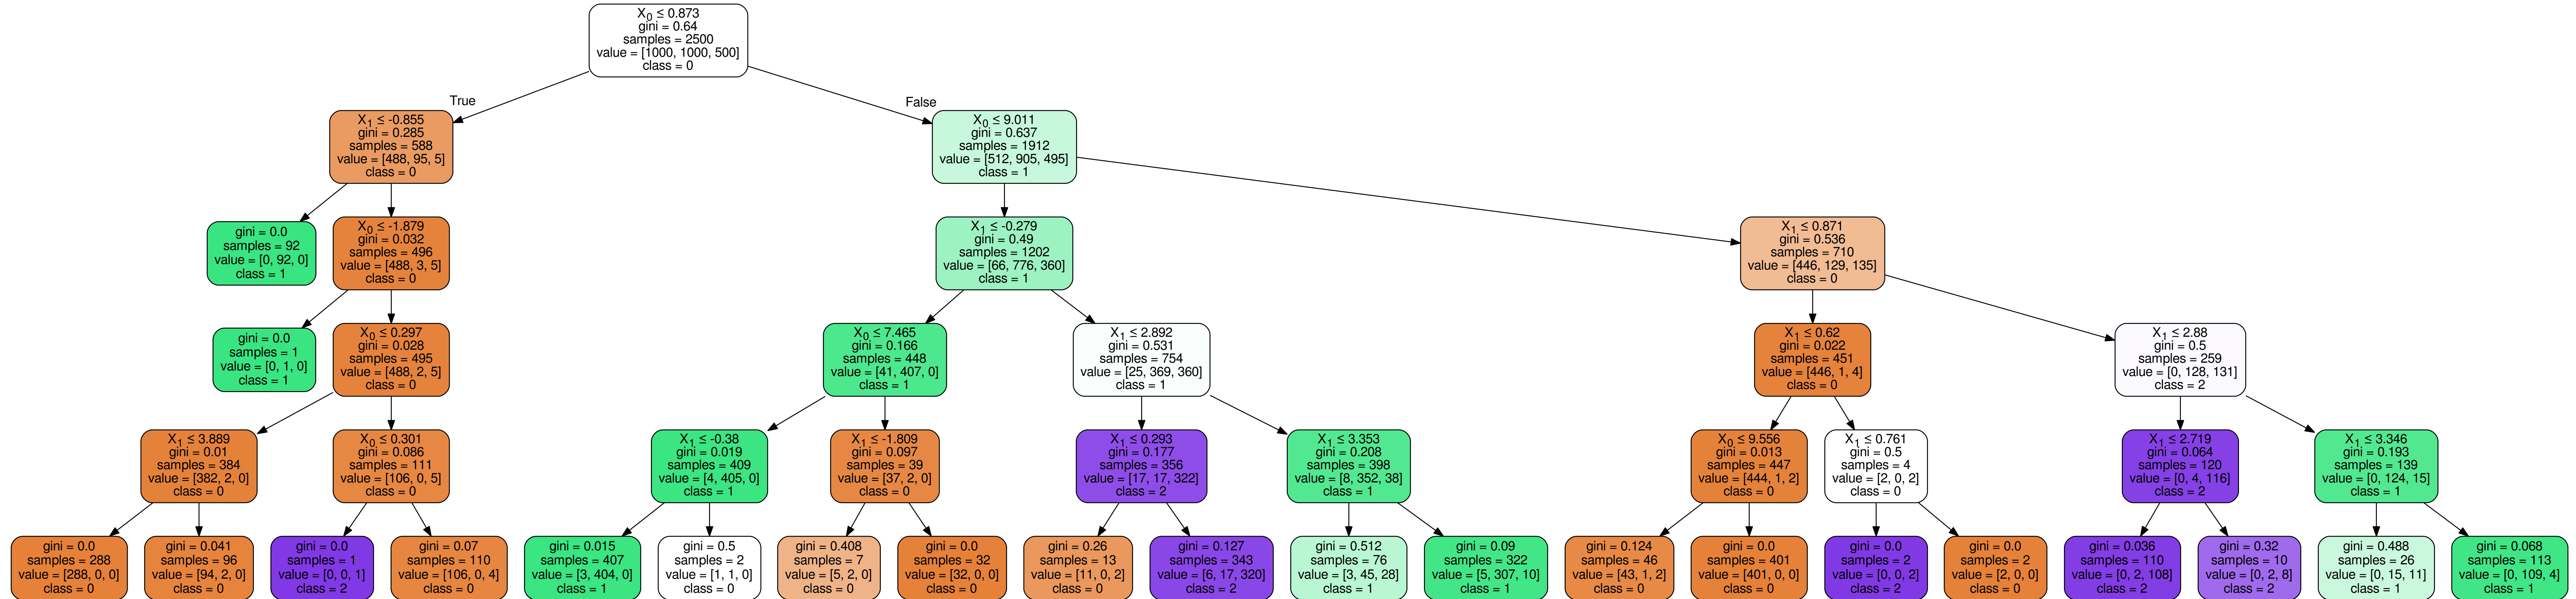 X0 ≤ 0.873
gini = 0.64
samples = 2500
value = [1000, 1000, 500]
class = 0
True
False
X1 ≤ -0.855
gini = 0.285
samples = 588
value = [488, 95, 5]
class = 0
X0 ≤ 9.011
gini = 0.637
samples = 1912
value = [512, 905, 495]
class = 1
gini = 0.0
samples = 92
value = [0, 92, 0]
class = 1
X0 ≤ -1.879
gini = 0.032
samples = 496
value = [488, 3, 5]
class = 0
X1 ≤ -0.279
gini = 0.49
samples = 1202
value = [66, 776, 360]
class = 1
X1 ≤ 0.871
gini = 0.536
samples = 710
value = [446, 129, 135]
class = 0
gini = 0.0
samples = 1
value = [0, 1, 0]
class = 1
X0 ≤ 0.297
gini = 0.028
samples = 495
value = [488, 2, 5]
class = 0
X0 ≤ 7.465
gini = 0.166
samples = 448
value = [41, 407, 0]
class = 1
X1 ≤ 2.892
gini = 0.531
samples = 754
value = [25, 369, 360]
class = 1
X1 ≤ 0.62
gini = 0.022
samples = 451
value = [446, 1, 4]
class = 0
X1 ≤ 2.88
gini = 0.5
samples = 259
value = [0, 128, 131]
class = 2
X1 ≤ 3.889
gini = 0.01
samples = 384
value = [382, 2, 0]
class = 0
X0 ≤ 0.301
gini = 0.086
samples = 111
value = [106, 0, 5]
class = 0
X1 ≤ -0.38
gini = 0.019
samples = 409
value = [4, 405, 0]
class = 1
X1 ≤ -1.809
gini = 0.097
samples = 39
value = [37, 2, 0]
class = 0
X1 ≤ 0.293
gini = 0.177
samples = 356
value = [17, 17, 322]
class = 2
X1 ≤ 3.353
gini = 0.208
samples = 398
value = [8, 352, 38]
class = 1
X0 ≤ 9.556
gini = 0.013
samples = 447
value = [444, 1, 2]
class = 0
X1 ≤ 0.761
gini = 0.5
samples = 4
value = [2, 0, 2]
class = 0
X1 ≤ 2.719
gini = 0.064
samples = 120
value = [0, 4, 116]
class = 2
X1 ≤ 3.346
gini = 0.193
samples = 139
value = [0, 124, 15]
class = 1
gini = 0.0
samples = 288
value = [288, 0, 0]
class = 0
gini = 0.041
samples = 96
value = [94, 2, 0]
class = 0
gini = 0.0
samples = 1
value = [0, 0, 1]
class = 2
gini = 0.07
samples = 110
value = [106, 0, 4]
class = 0
gini = 0.015
samples = 407
value = [3, 404, 0]
class = 1
gini = 0.5
samples = 2
value = [1, 1, 0]
class = 0
gini = 0.408
samples = 7
value = [5, 2, 0]
class = 0
gini = 0.0
samples = 32
value = [32, 0, 0]
class = 0
gini = 0.26
samples = 13
value = [11, 0, 2]
class = 0
gini = 0.127
samples = 343
value = [6, 17, 320]
class = 2
gini = 0.512
samples = 76
value = [3, 45, 28]
class = 1
gini = 0.09
samples = 322
value = [5, 307, 10]
class = 1
gini = 0.124
samples = 46
value = [43, 1, 2]
class = 0
gini = 0.0
samples = 401
value = [401, 0, 0]
class = 0
gini = 0.0
samples = 2
value = [0, 0, 2]
class = 2
gini = 0.0
samples = 2
value = [2, 0, 0]
class = 0
gini = 0.036
samples = 110
value = [0, 2, 108]
class = 2
gini = 0.32
samples = 10
value = [0, 2, 8]
class = 2
gini = 0.488
samples = 26
value = [0, 15, 11]
class = 1
gini = 0.068
samples = 113
value = [0, 109, 4]
class = 1